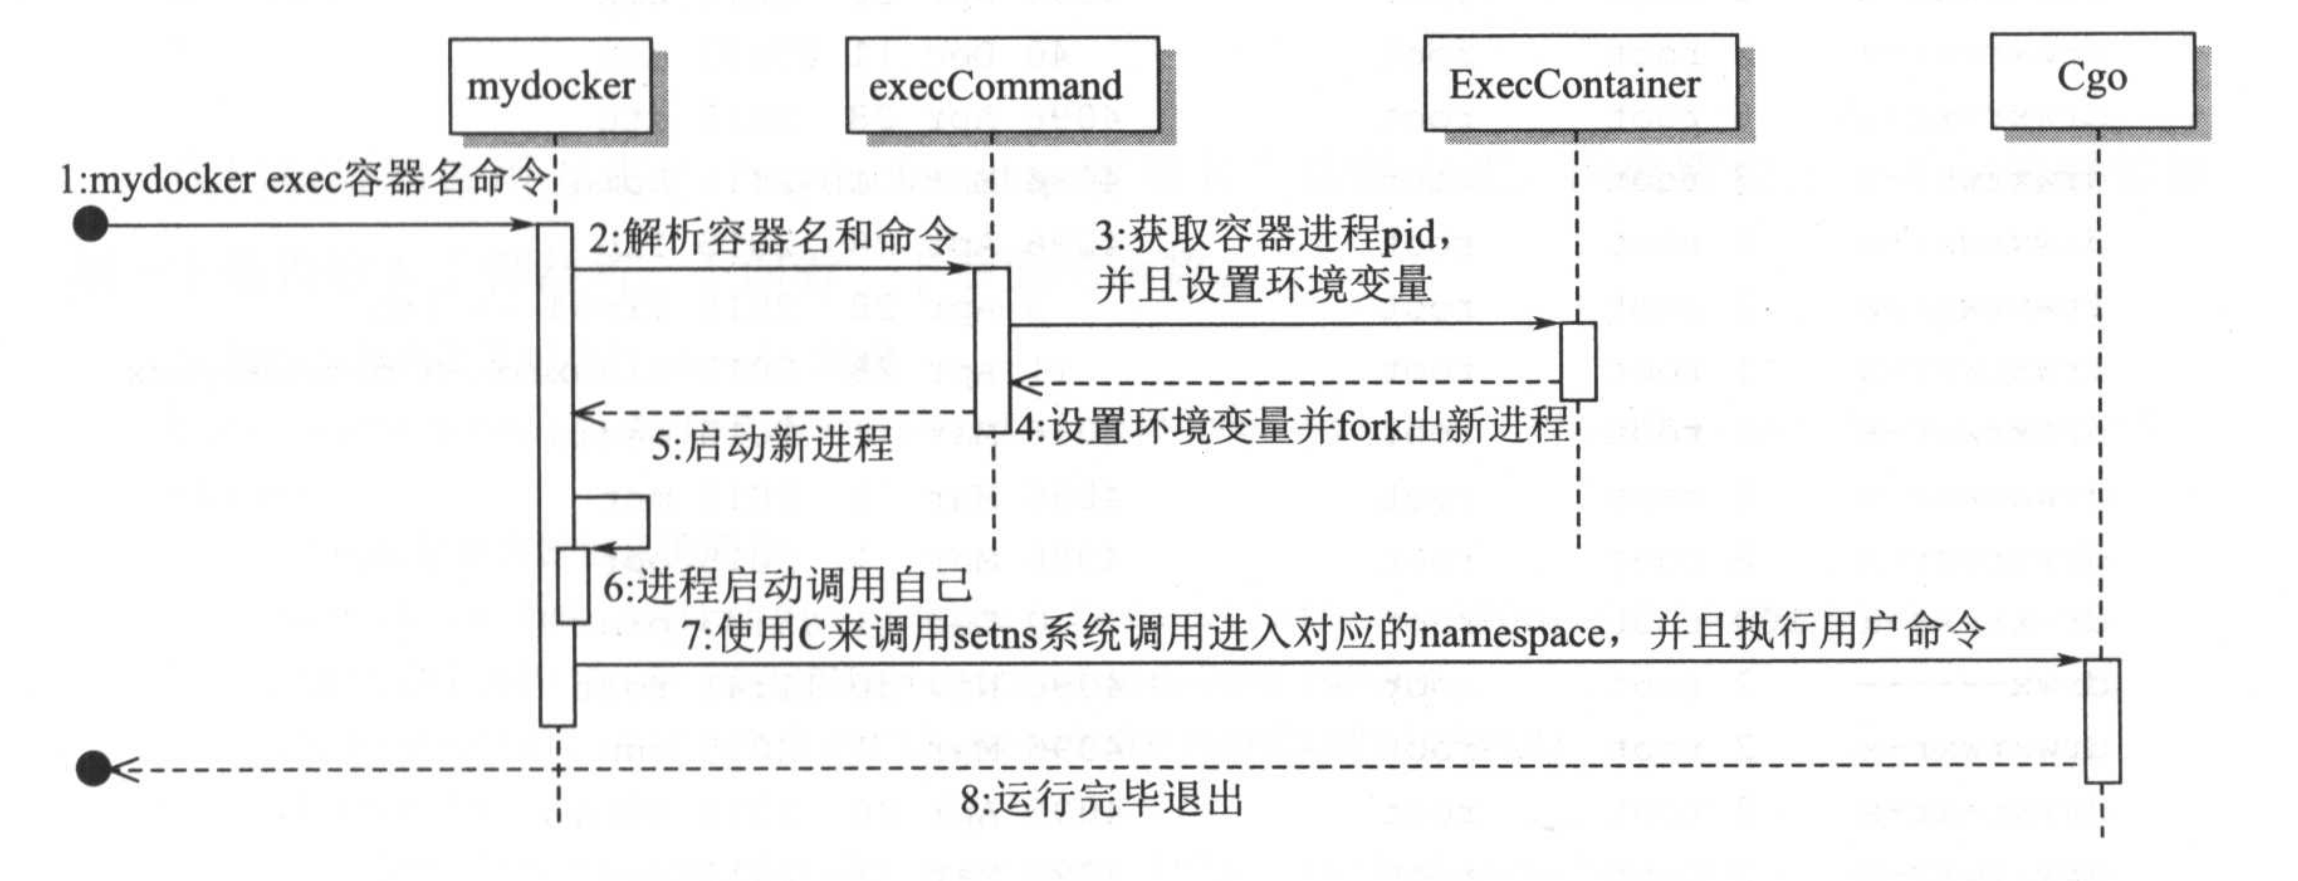 mydocker
execCommand
ExecContainer
Cgo
1:mydocker exec容器名命令
2:解析容器名和命令
3:获取容器进程pid，
并且设置环境变量
4:设置环境变量并fork出新进程
5:启动新进程
6:进程启动调用自己
7:使用C来调用setns系统调用进入对应的namespace，并且执行用户命令
8:运行完毕退出